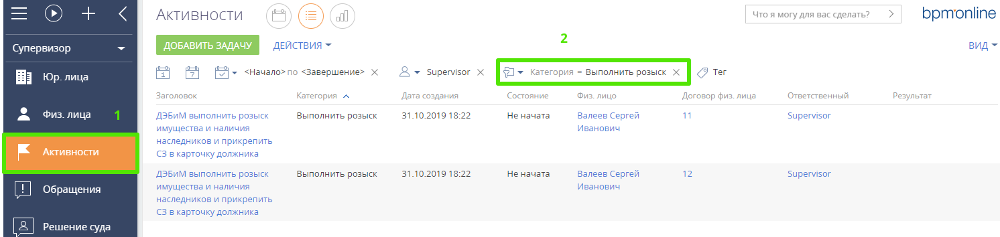 Активности
Что я могу для вас сделать?
bpm'online
2
Супервизор
ДОБАВИТЬ ЗАДАЧУ
ДЕЙСТВИЯ
ВИД
1 7 <Начало> по <Завершение> Supervisor Категория = Выполнить розыск Тег
Юр. лица
Физ. лица
1
Активности
Обращения
Решение суда
Заголовок Категория Дата создания Состояние Физ. лицо Договор физ. лица Ответственный Результат
ДЭБиМ выполнить розыск Выполнить розыск 31.10.2019 18:22 Не начата Валеев Сергей 11 Supervisor
имущества и наличия Иванович
наследников и прикрепить
СЗ в карточку должника
ДЭБиМ выполнить розыск Выполнить розыск 31.10.2019 18:22 Не начата Валеев Сергей 12 Supervisor
имущества и наличия Иванович
наследников и прикрепить
СЗ в карточку должника